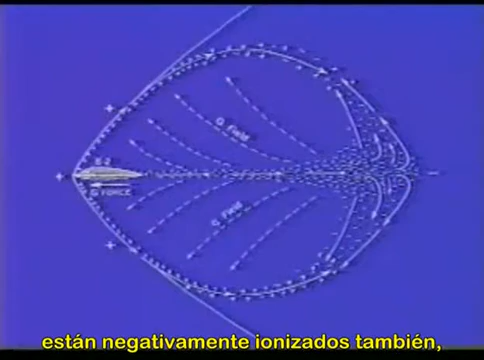 G Field
B-2
G FORCE
G Field
están negativamente ionizados también,